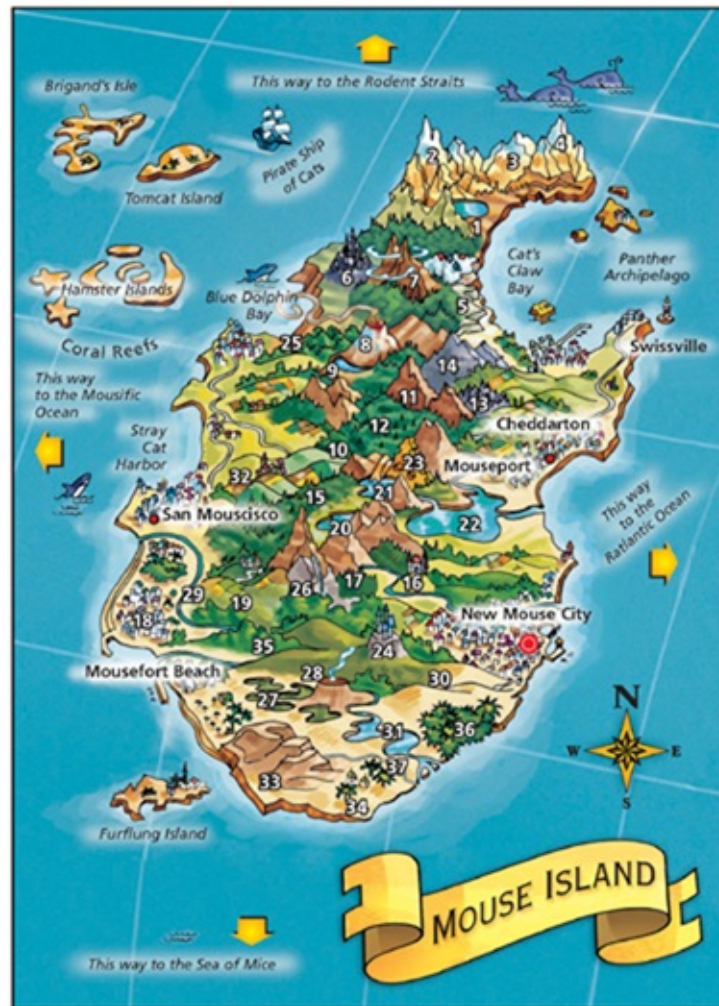 Brigand's Isle
This way to the Rodent Straits
Pirate Ship
of Cats
Tomcat Island
2
3
4
1
Cat's
Claw
Bay
Panther
Archipelago
6
7
Hamster Islands
Blue Dolphin
Bay
5
Coral Reefs
25
8
14
Swissville
This way
to the Mousific
Ocean
9
11
13
Stray
Cat
Harbor
12
Cheddarton
10
23
Mouseport
32
15
21
San Mouscisco
20
22
This way
to the
Ratlantic Ocean
29
19
26
17
16
18
New Mouse City
35
24
Mousefort Beach
28
30
27
31
36
N
W
E
S
33
37
34
Furflung Island
MOUSE ISLAND
This way to the Sea of Mice